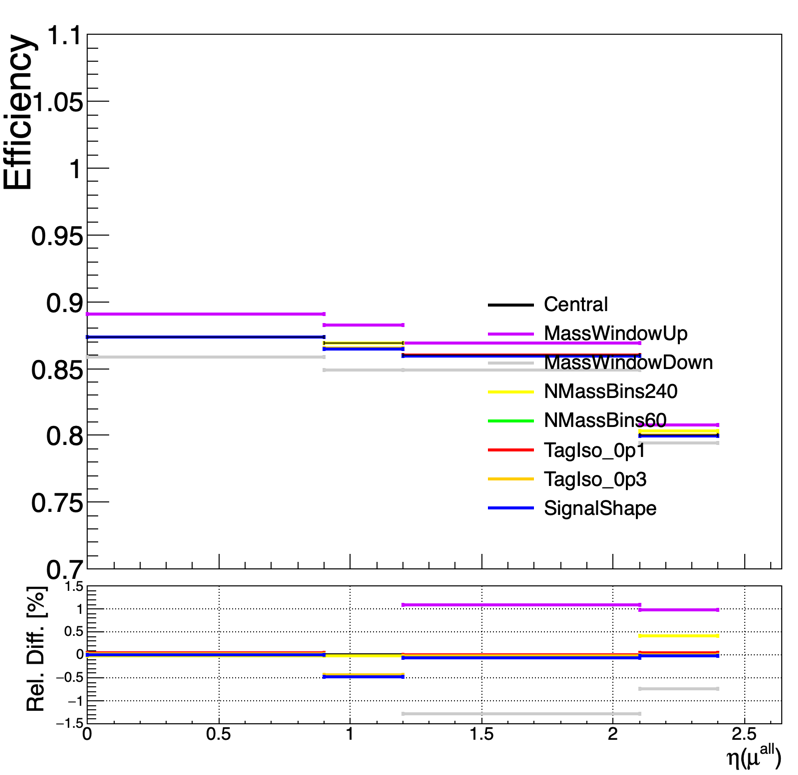 Efficiency
1.1
1.05
1
0.95
0.9
0.85
0.8
0.75
0.7
Central
MassWindowUp
MassWindowDown
NMassBins240
NMassBins60
TagIso_0p1
TagIso_0p3
SignalShape
Rel. Diff. [%]
1.5
1
0.5
0
−0.5
−1
−1.5
0 0.5 1 1.5 2 2.5
η(μ^all)